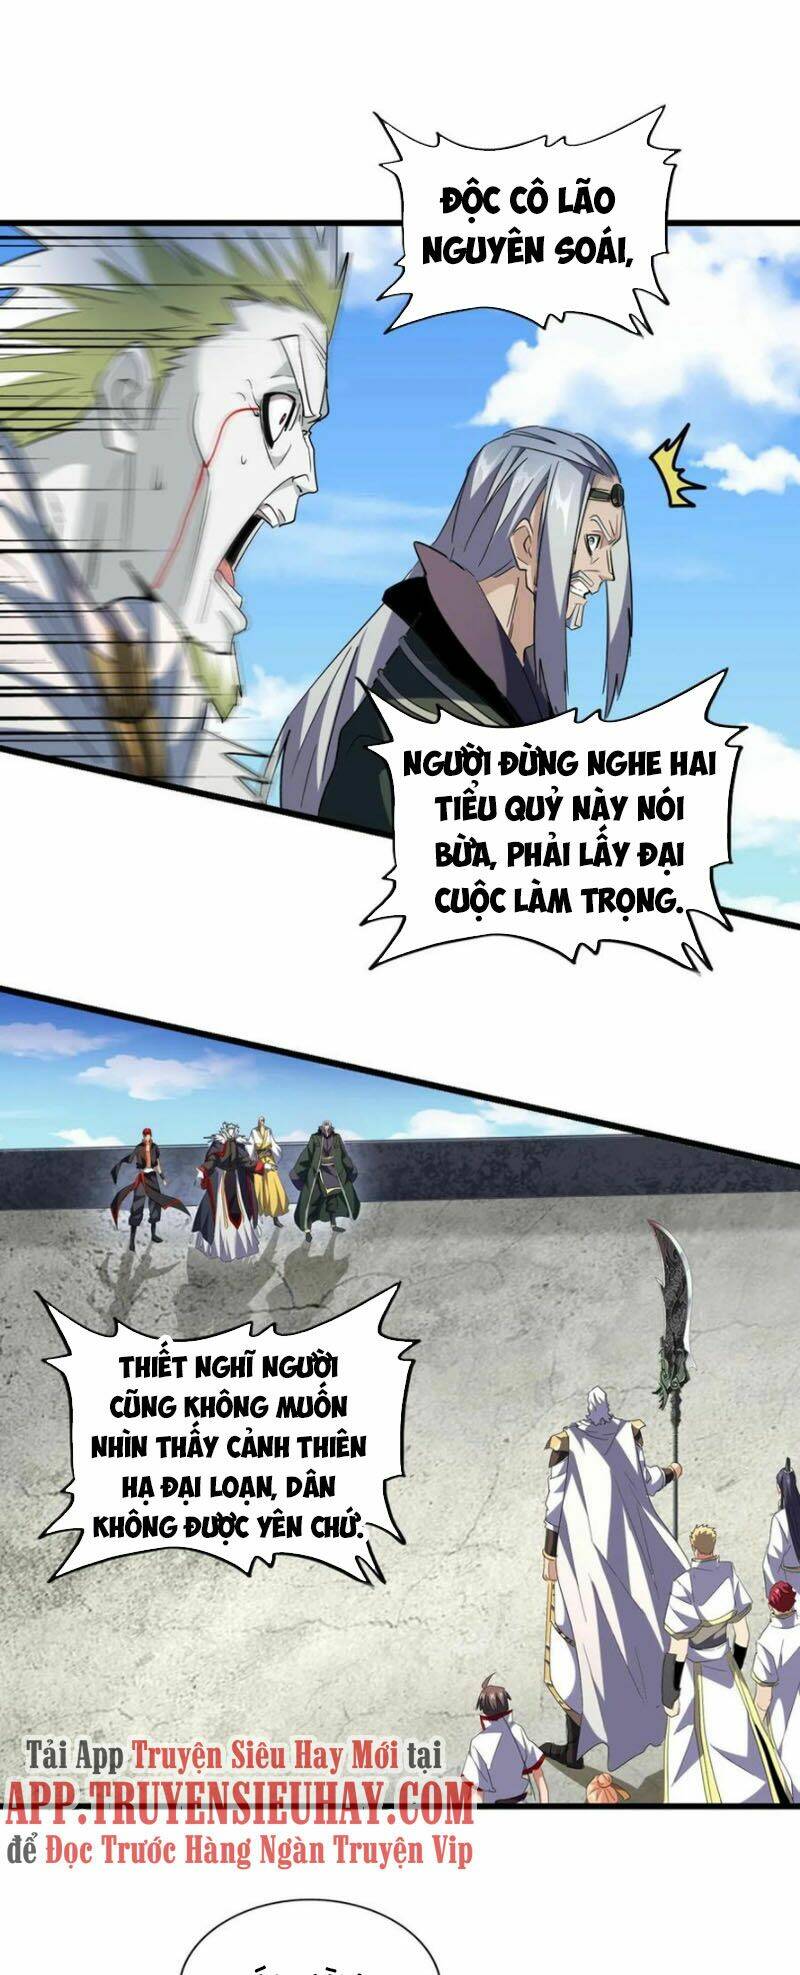 ĐỘC CÔ LÃO
NGUYÊN SOÁI,
NGƯỜI ĐỪNG NGHE HAI
TIỂU QUỶ NÀY NÓI
BỪA, PHẢI LẤY ĐẠI
CUỘC LÀM TRỌNG.
THIẾT NGHĨ NGƯỜI
CŨNG KHÔNG MUỐN
NHÌN THẤY CẢNH THIÊN
HẠ ĐẠI LOẠN, DÂN
KHÔNG ĐƯỢC YÊN CHỨ.
Tải App Truyện Siêu Hay Mới tại
APP.TRUYENSIEUHAY.COM
để Đọc Trước Hàng Ngàn Truyện Vip